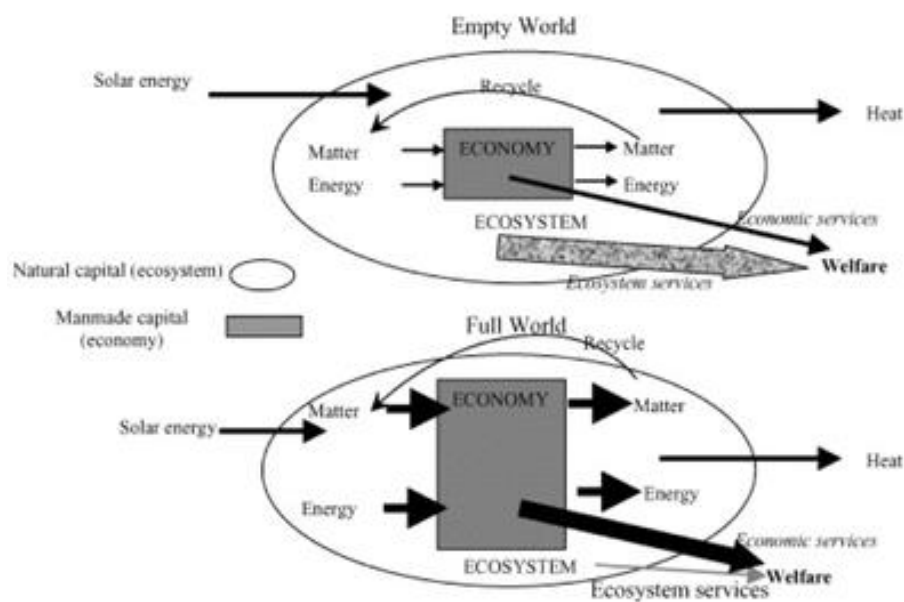 Empty World
Solar energy
Recycle
Heat
Matter
ECONOMY
Matter
Energy
Energy
ECOSYSTEM
Economic services
Welfare
Ecosystem services
Natural capital (ecosystem)
Manmade capital
(economy)
Full World
Recycle
Matter
ECONOMY
Matter
Solar energy
Heat
Energy
Energy
Economic services
ECOSYSTEM
Welfare
Ecosystem services